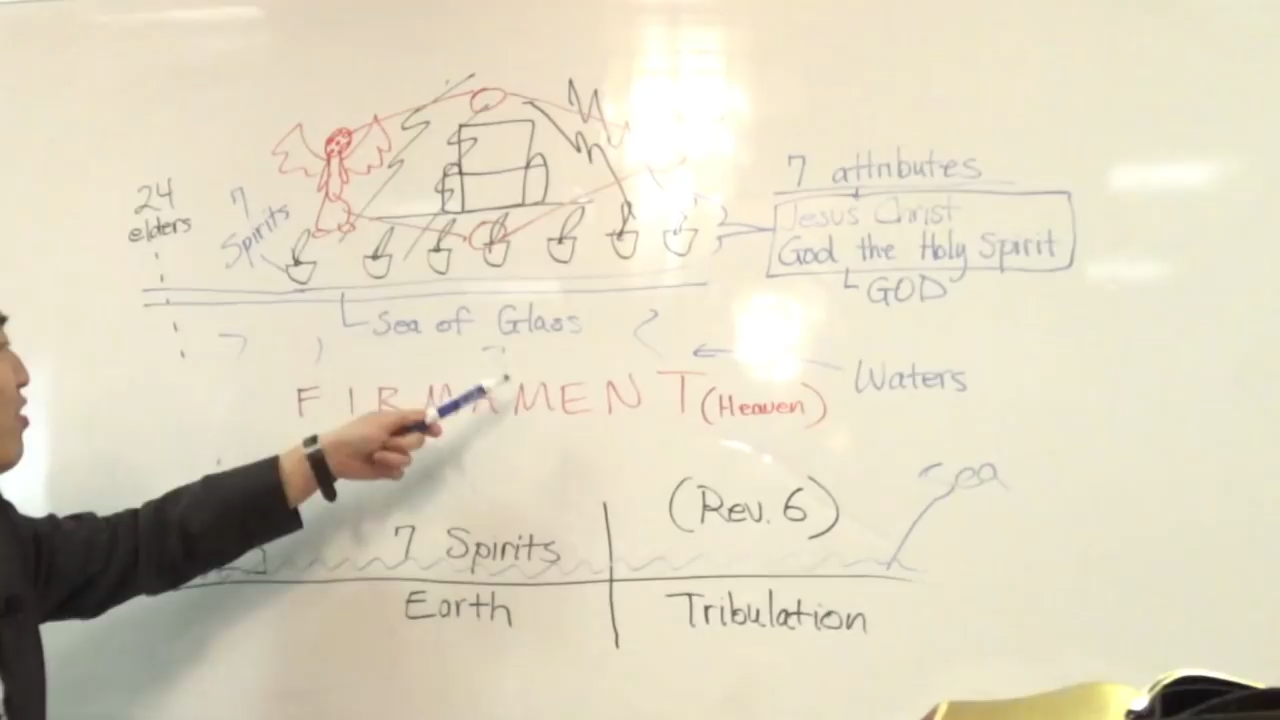 24
elders
7
Spirits
7 attributes
Jesus Christ
God the Holy Spirit
GOD
Sea of Glass
Waters
FIRMAMENT (Heaven)
Sea
(Rev. 6)
7 Spirits
Earth
Tribulation